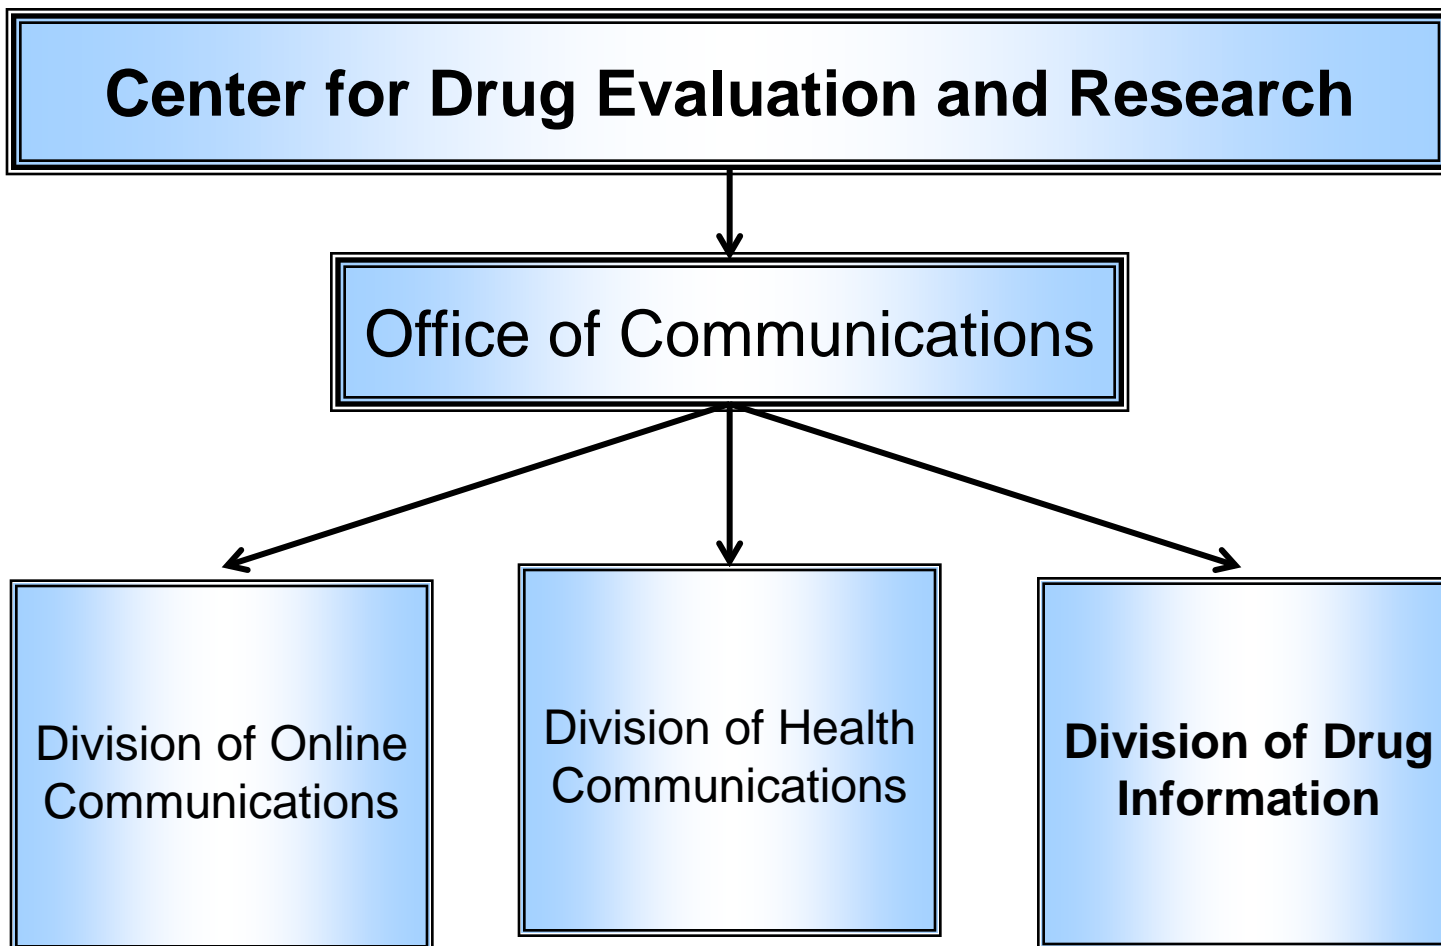 Center for Drug Evaluation and Research
Office of Communications
Division of Online
Communications
Division of Health
Communications
Division of Drug
Information